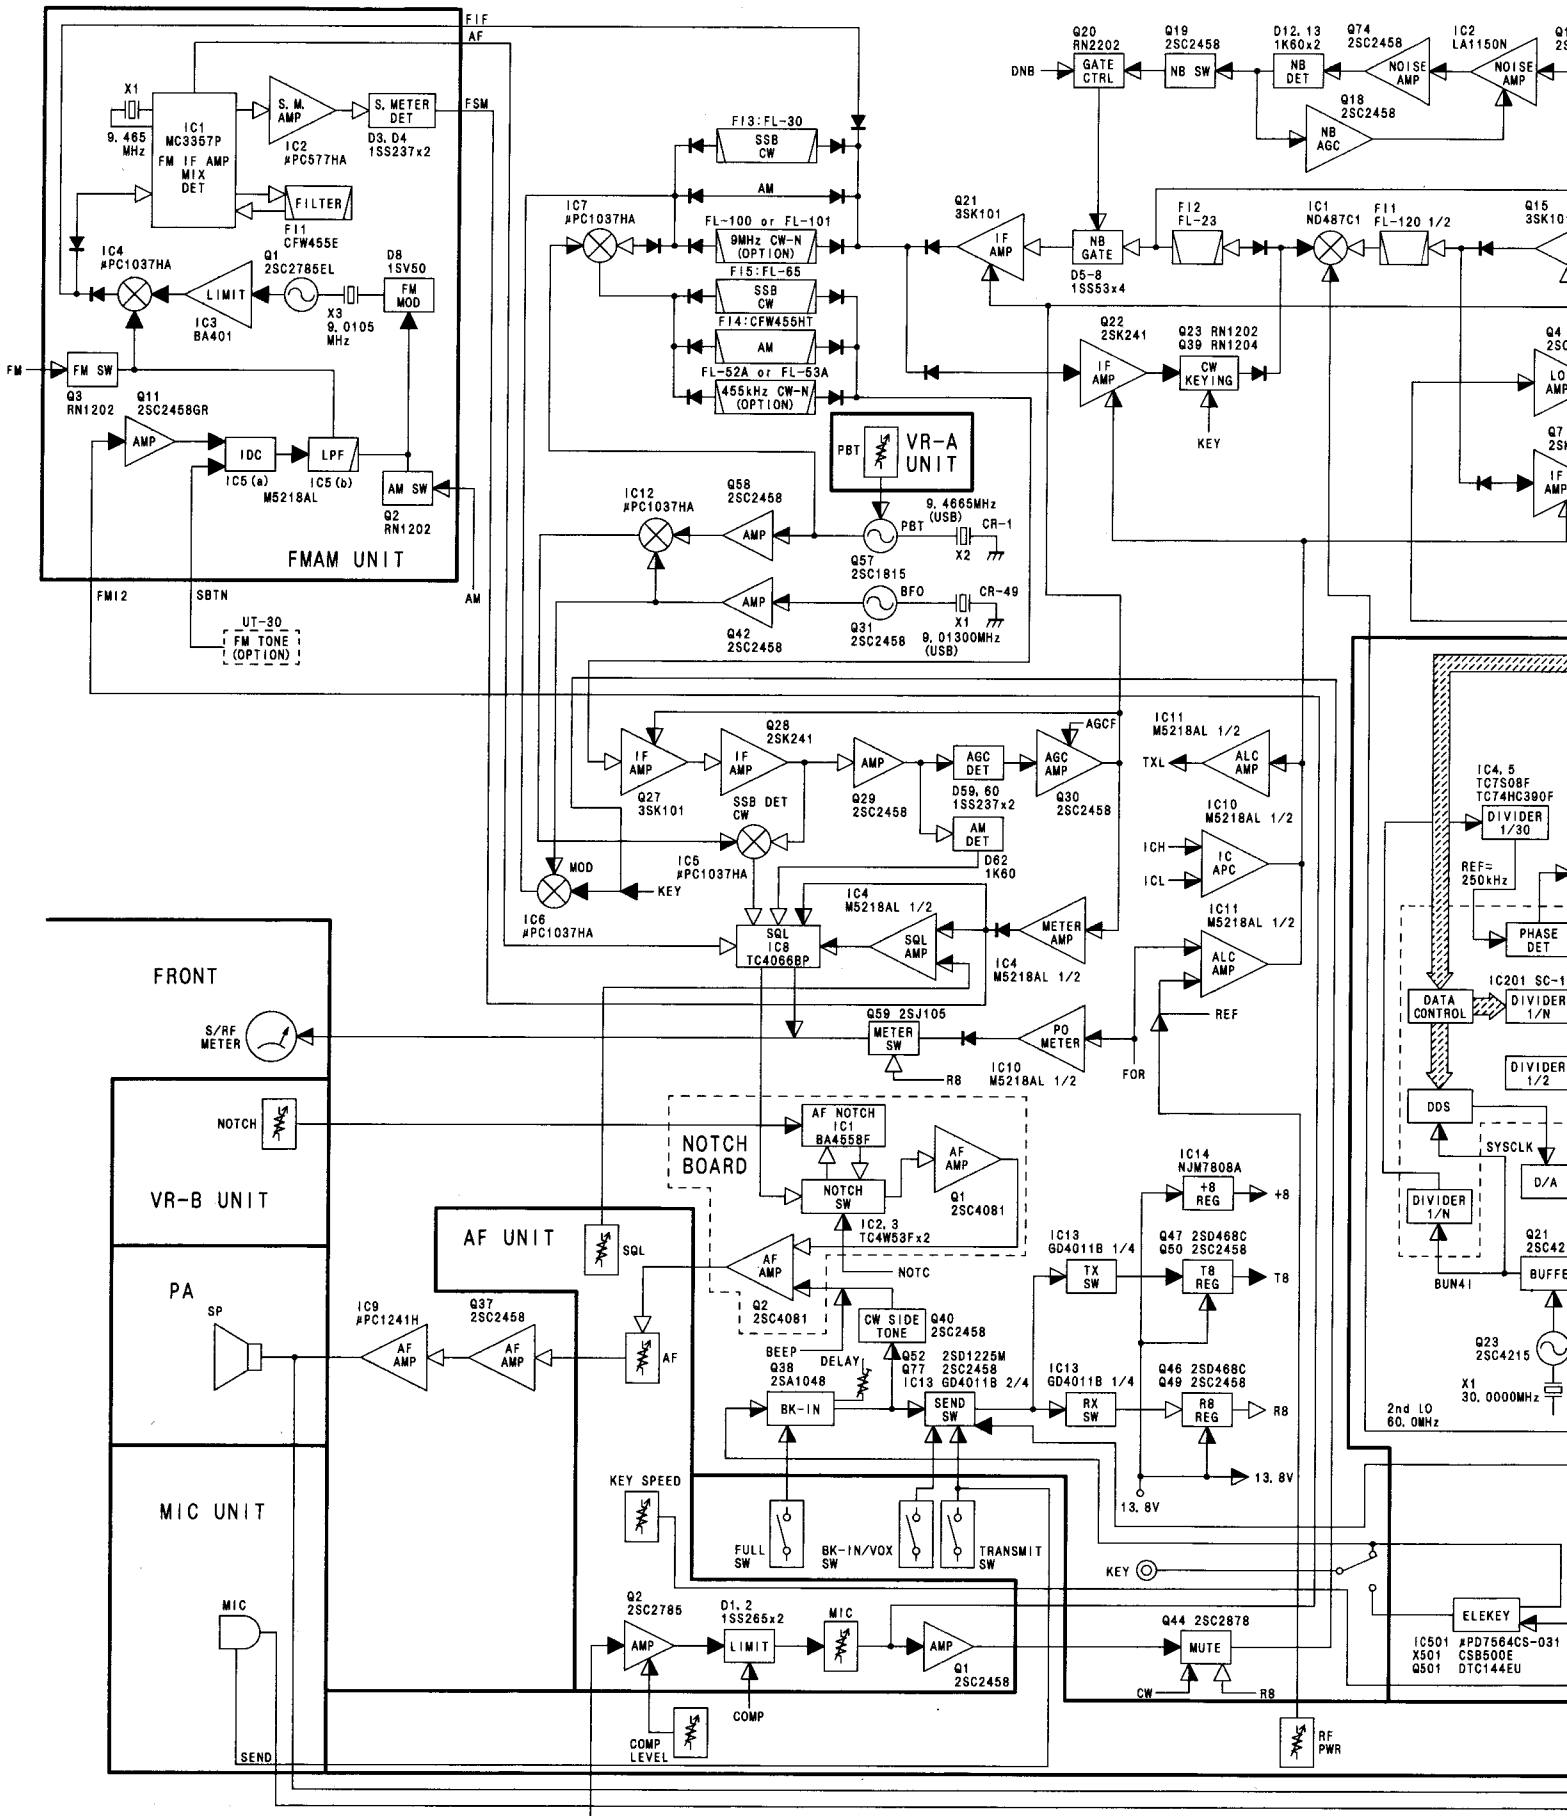 FIF
AF
X1
9.465
MHz
IC1
MC3357P
FM IF AMP
MIX
DET
S.M.
AMP
IC2
µPC577HA
S.METER
DET
D3.D4
1SS237x2
FSM
FILTER
FI1
CFW455E
IC4
µPC1037HA
Q1
2SC2785EL
D8
1SV50
LIMIT
IC3
BA401
X3
9.0105
MHz
FM
MOD
FM
FM SW
Q3
RN1202
Q11
2SC2458GR
AMP
IDC
IC5(a)
LPF
IC5(b)
M5218AL
AM SW
Q2
RN1202
FMAM UNIT
FMI2
SBTN
AM
UT-30
FM TONE
(OPTION)
FI3:FL-30
SSB
CW
AM
IC7
µPC1037HA
FL-100 or FL-101
9MHz CW-N
(OPTION)
FI5:FL-65
SSB
CW
FI4:CFW455HT
AM
FL-52A or FL-53A
455kHz CW-N
(OPTION)
Q20
RN2202
Q19
2SC2458
D12.13
1K60x2
Q74
2SC2458
IC2
LA1150N
DNB
GATE
CTRL
NB SW
NB
DET
NOISE
AMP
NOISE
AMP
Q18
2SC2458
NB
AGC
Q21
3SK101
IF
AMP
NB
GATE
D5-8
1SS53x4
FI2
FL-23
IC1
ND487C1
FI1
FL-120 1/2
Q15
Q22
2SK241
IF
AMP
Q23 RN1202
Q39 RN1204
CW
KEYING
KEY
Q4
LO
AMP
Q7
IF
AMP
PBT
VR-A
UNIT
IC12
µPC1037HA
Q58
2SC2458
AMP
PBT
Q57
2SC1815
9.4665MHz
(USB)
CR-1
X2
AMP
Q42
2SC2458
BFO
Q31
2SC2458
CR-49
X1
9.01300MHz
(USB)
IF
AMP
Q27
3SK101
Q28
2SK241
IF
AMP
AMP
Q29
2SC2458
AGC
DET
D59.60
1SS237x2
AGC
AMP
AGCF
Q30
2SC2458
SSB DET
CW
IC5
µPC1037HA
AM
DET
D62
1K60
MOD
KEY
IC6
µPC1037HA
SQL
IC8
TC4066BP
IC4
M5218AL 1/2
SQL
AMP
METER
AMP
IC4
M5218AL 1/2
IC11
M5218AL 1/2
TXL
ALC
AMP
IC10
M5218AL 1/2
ICH
ICL
IC
APC
IC11
M5218AL 1/2
ALC
AMP
REF
IC4.5
TC7S08F
TC74HC390F
DIVIDER
1/30
REF=
250kHz
PHASE
DET
IC201 SC-1
DATA
CONTROL
DIVIDER
1/N
DIVIDER
1/2
DDS
SYSCLK
D/A
DIVIDER
1/N
BUN4I
Q21
BUFFE
Q23
2SC4215
X1
30.0000MHz
2nd LO
60.0MHz
FRONT
S/RF
METER
Q59 2SJ105
METER
SW
R8
PO
METER
IC10
M5218AL 1/2
FOR
NOTCH
VR-B UNIT
NOTCH
BOARD
AF NOTCH
IC1
BA4558F
NOTCH
SW
IC2.3
TC4W53Fx2
NOTC
AF
AMP
Q1
2SC4081
AF UNIT
SQL
AF
AMP
Q2
2SC4081
CW SIDE
TONE
Q40
2SC2458
BEEP
IC14
NJM7808A
+8
REG
+8
IC13
GD4011B 1/4
TX
SW
Q47 2SD468C
Q50 2SC2458
T8
REG
T8
PA
SP
IC9
µPC1241H
AF
AMP
Q37
2SC2458
AF
AMP
AF
Q38
2SA1048
DELAY
BK-IN
Q52 2SD1225M
Q77 2SC2458
IC13 GD4011B 2/4
SEND
SW
IC13
GD4011B 1/4
RX
SW
Q46 2SD468C
Q49 2SC2458
R8
REG
R8
13.8V
13.8V
MIC UNIT
KEY SPEED
FULL
SW
BK-IN/VOX
SW
TRANSMIT
SW
KEY
ELEKEY
IC501 µPD7564CS-031
X501 CSB500E
Q501 DTC144EU
MIC
SEND
Q2
2SC2785
AMP
D1.2
1SS265x2
LIMIT
MIC
AMP
Q1
2SC2458
COMP
COMP
LEVEL
Q44 2SC2878
MUTE
CW
R8
RF
PWR